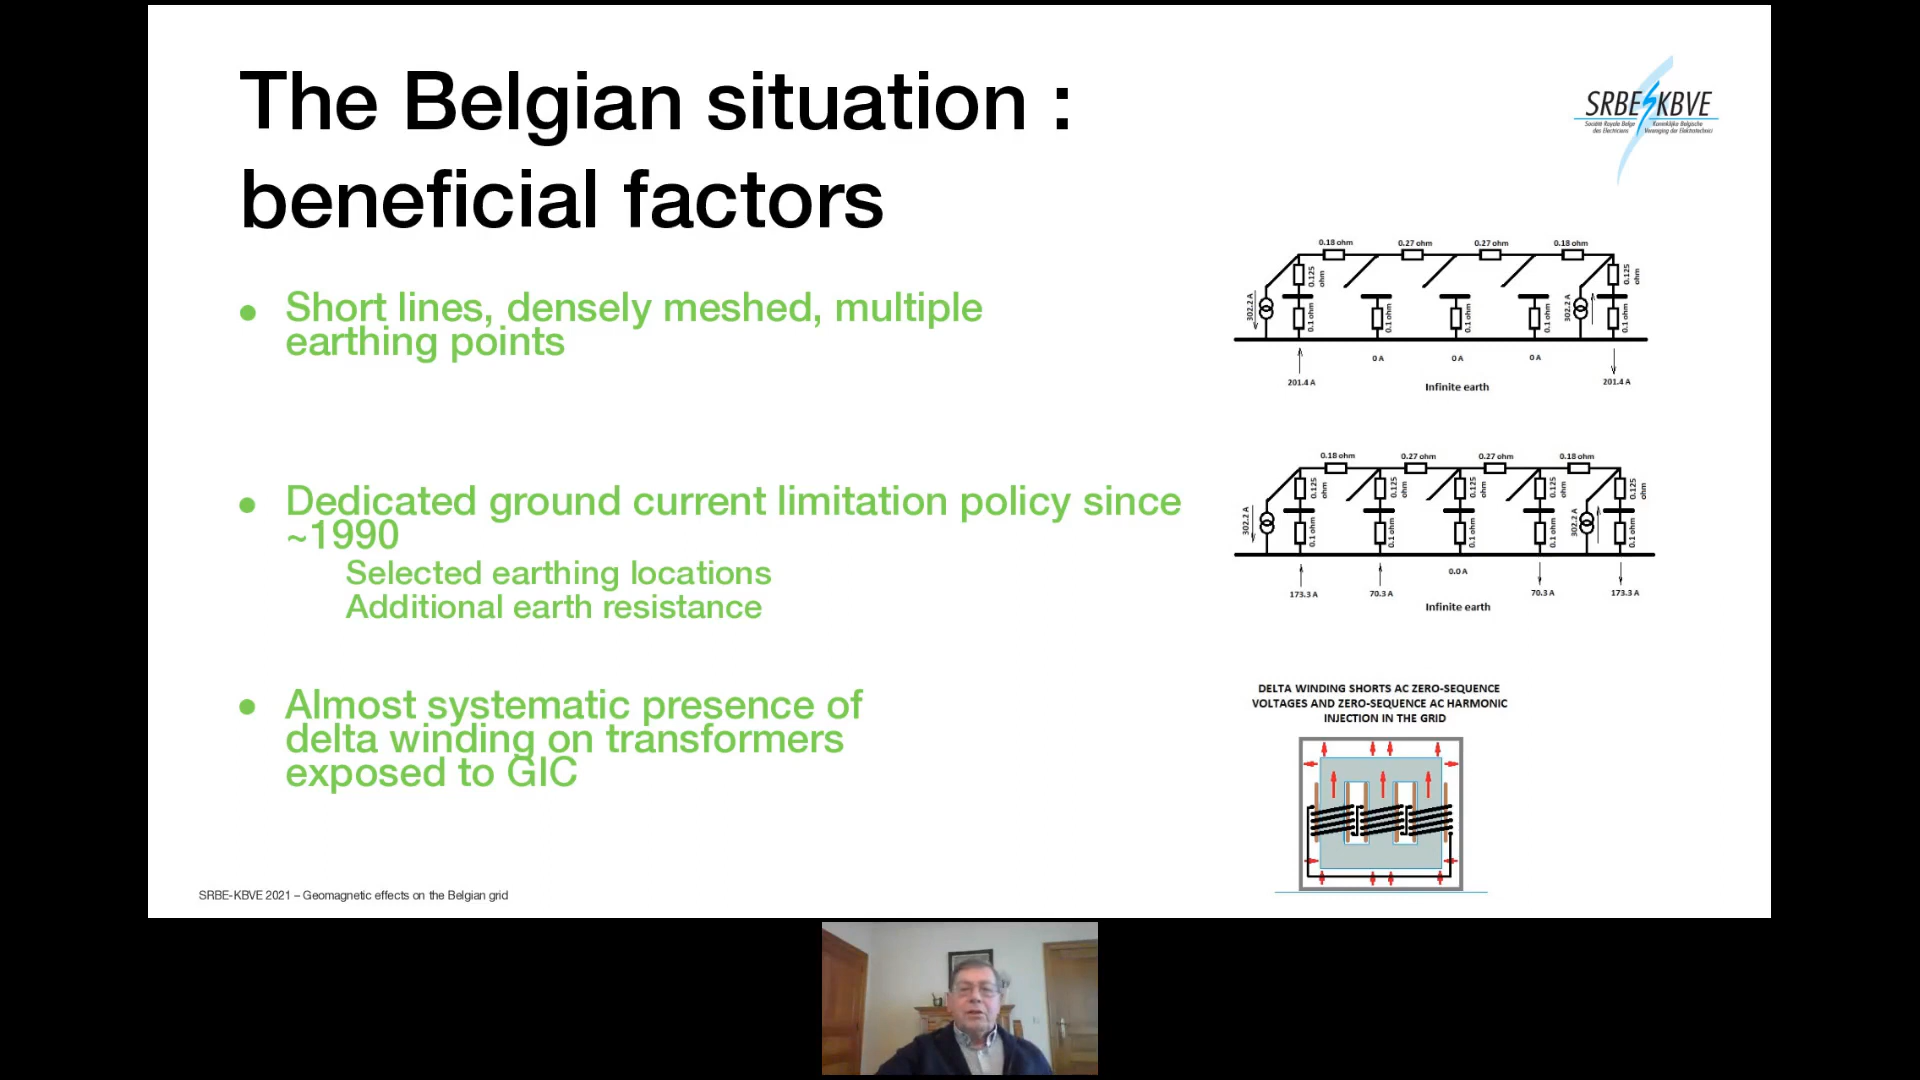 The Belgian situation :
beneficial factors
SRBE KBVE
Société Royale Belge
des Electriciens
Koninklijke Belgische
Vereniging der Elektrotechnici
• Short lines, densely meshed, multiple
earthing points
• Dedicated ground current limitation policy since
~1990
Selected earthing locations
Additional earth resistance
• Almost systematic presence of
delta winding on transformers
exposed to GIC
0.18 ohm 0.27 ohm 0.27 ohm 0.18 ohm
302.2 A 0.125 ohm 0.1 ohm 0.1 ohm 0.1 ohm 0.1 ohm 302.2 A 0.125 ohm 0.1 ohm
0 A 0 A 0 A
201.4 A 201.4 A
Infinite earth
0.18 ohm 0.27 ohm 0.27 ohm 0.18 ohm
0.125 ohm 0.125 ohm 0.125 ohm 0.125 ohm 0.125 ohm
302.2 A 0.1 ohm 0.1 ohm 0.1 ohm 0.1 ohm 302.2 A 0.1 ohm
0.0 A
173.3 A 70.3 A 70.3 A 173.3 A
Infinite earth
DELTA WINDING SHORTS AC ZERO-SEQUENCE
VOLTAGES AND ZERO-SEQUENCE AC HARMONIC
INJECTION IN THE GRID
SRBE-KBVE 2021 – Geomagnetic effects on the Belgian grid